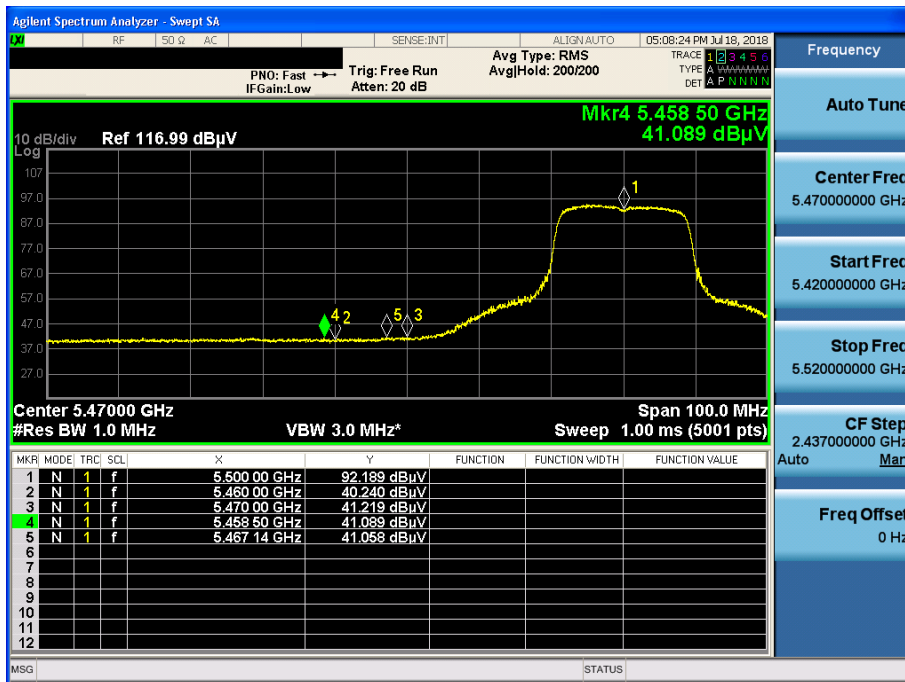 Agilent Spectrum Analyzer - Swept SA
LXI RF 50 Ω AC SENSE:INT ALIGN AUTO 05:08:24 PM Jul 18, 2018
PNO: Fast
IFGain:Low
Trig: Free Run
Atten: 20 dB
Avg Type: RMS
Avg|Hold: 200/200
TRACE 1 2 3 4 5 6
TYPE A WWWWW
DET A P N N N N
Mkr4 5.458 50 GHz
41.089 dBµV
10 dB/div Ref 116.99 dBµV
Log
107
97.0
87.0
77.0
67.0
57.0
47.0
37.0
27.0
1
4 2 5 3
Center 5.47000 GHz Span 100.0 MHz
#Res BW 1.0 MHz VBW 3.0 MHz* Sweep 1.00 ms (5001 pts)
MKR MODE TRC SCL X Y FUNCTION FUNCTION WIDTH FUNCTION VALUE
1 N 1 f 5.500 00 GHz 92.189 dBµV
2 N 1 f 5.460 00 GHz 40.240 dBµV
3 N 1 f 5.470 00 GHz 41.219 dBµV
4 N 1 f 5.458 50 GHz 41.089 dBµV
5 N 1 f 5.467 14 GHz 41.058 dBµV
6
7
8
9
10
11
12
MSG STATUS
Frequency
Auto Tune
Center Freq
5.470000000 GHz
Start Freq
5.420000000 GHz
Stop Freq
5.520000000 GHz
CF Step
2.437000000 GHz
Auto Man
Freq Offset
0 Hz